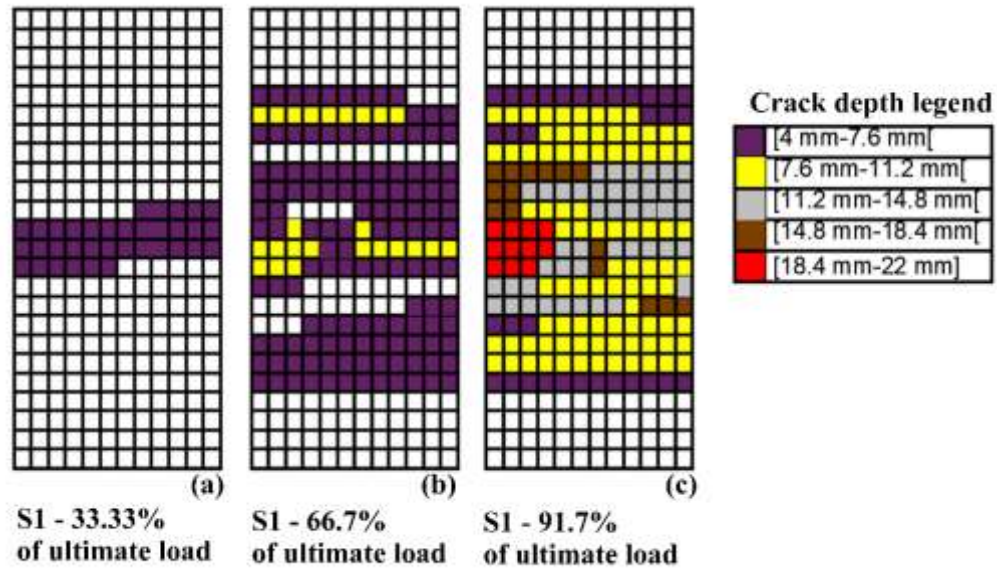 Crack depth legend
[4 mm-7.6 mm[
[7.6 mm-11.2 mm[
[11.2 mm-14.8 mm[
[14.8 mm-18.4 mm[
[18.4 mm-22 mm]
(a)
(b)
(c)
S1 - 33.33%
of ultimate load
S1 - 66.7%
of ultimate load
S1 - 91.7%
of ultimate load